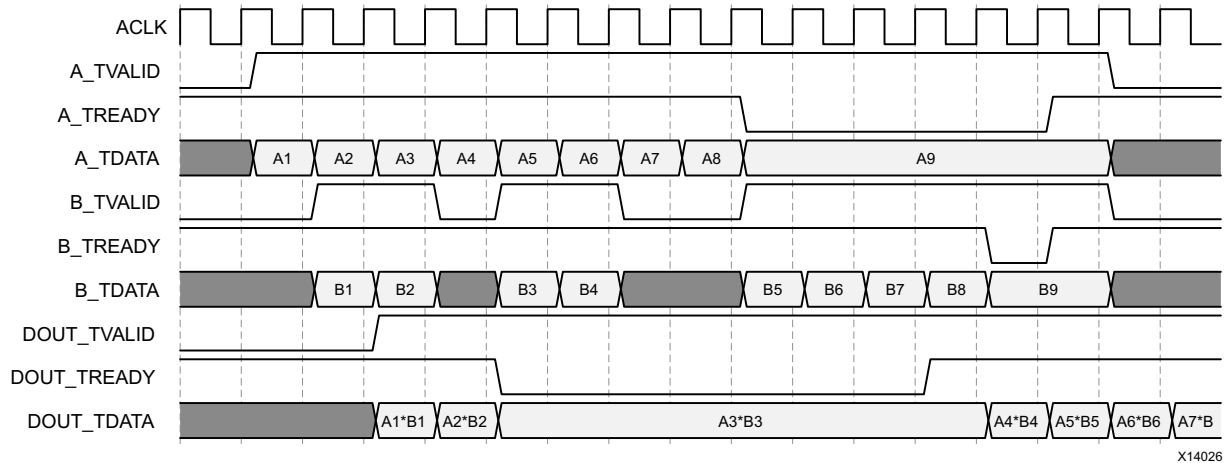 ACLK
A_TVALID
A_TREADY
A_TDATA A1 A2 A3 A4 A5 A6 A7 A8 A9
B_TVALID
B_TREADY
B_TDATA B1 B2 B3 B4 B5 B6 B7 B8 B9
DOUT_TVALID
DOUT_TREADY
DOUT_TDATA A1*B1 A2*B2 A3*B3 A4*B4 A5*B5 A6*B6 A7*B
X14026